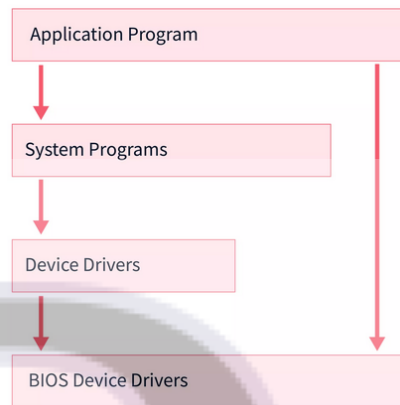 Application Program
System Programs
Device Drivers
BIOS Device Drivers